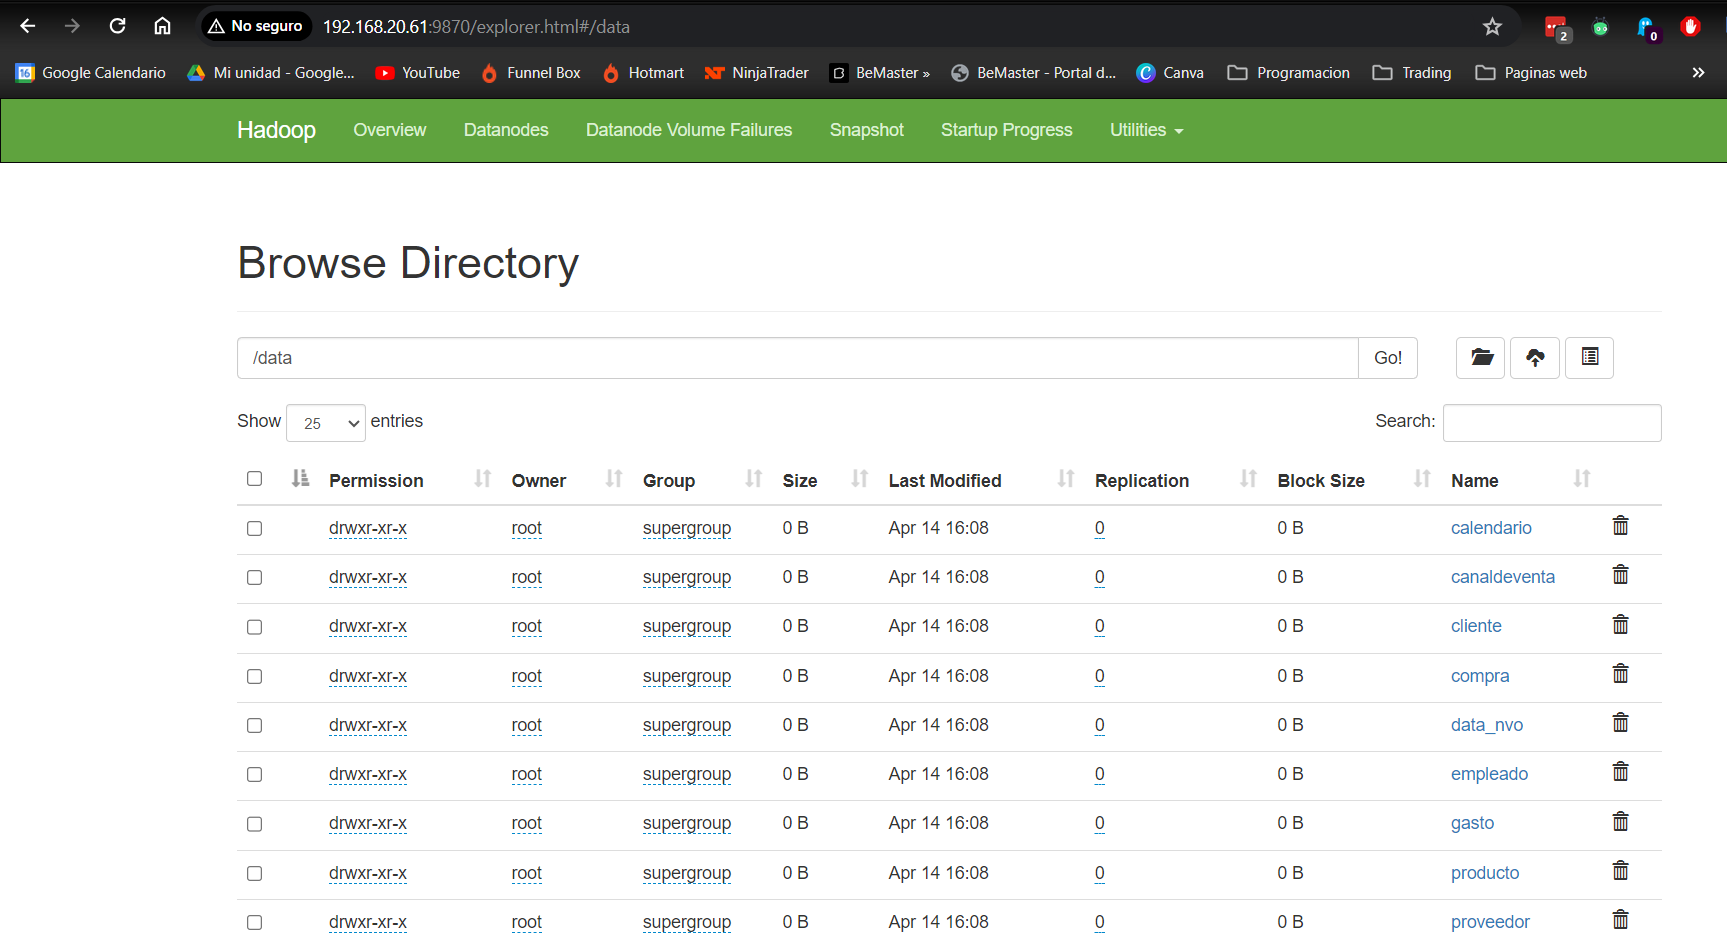 No seguro 192.168.20.61:9870/explorer.html#/data 2 0
16 Google Calendario Mi unidad - Google... YouTube Funnel Box Hotmart NinjaTrader BeMaster » BeMaster - Portal d... Canva Programacion Trading Paginas web »
Hadoop Overview Datanodes Datanode Volume Failures Snapshot Startup Progress Utilities
Browse Directory
/data Go!
Show 25 entries Search:
Permission Owner Group Size Last Modified Replication Block Size Name
drwxr-xr-x root supergroup 0 B Apr 14 16:08 0 0 B calendario
drwxr-xr-x root supergroup 0 B Apr 14 16:08 0 0 B canaldeventa
drwxr-xr-x root supergroup 0 B Apr 14 16:08 0 0 B cliente
drwxr-xr-x root supergroup 0 B Apr 14 16:08 0 0 B compra
drwxr-xr-x root supergroup 0 B Apr 14 16:08 0 0 B data_nvo
drwxr-xr-x root supergroup 0 B Apr 14 16:08 0 0 B empleado
drwxr-xr-x root supergroup 0 B Apr 14 16:08 0 0 B gasto
drwxr-xr-x root supergroup 0 B Apr 14 16:08 0 0 B producto
drwxr-xr-x root supergroup 0 B Apr 14 16:08 0 0 B proveedor